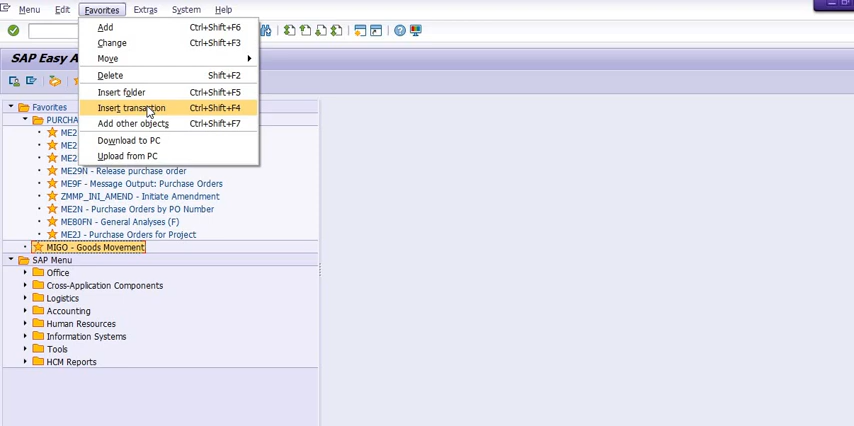 Menu Edit Favorites Extras System Help
SAP Easy A
Add Ctrl+Shift+F6
Change Ctrl+Shift+F3
Move
Delete Shift+F2
Insert folder Ctrl+Shift+F5
Insert transaction Ctrl+Shift+F4
Add other objects Ctrl+Shift+F7
Download to PC
Upload from PC
Favorites
PURCHA
ME2
ME2
ME2
ME29N - Release purchase order
ME9F - Message Output: Purchase Orders
ZMMP_INI_AMEND - Initiate Amendment
ME2N - Purchase Orders by PO Number
ME80FN - General Analyses (F)
ME2J - Purchase Orders for Project
MIGO - Goods Movement
SAP Menu
Office
Cross-Application Components
Logistics
Accounting
Human Resources
Information Systems
Tools
HCM Reports